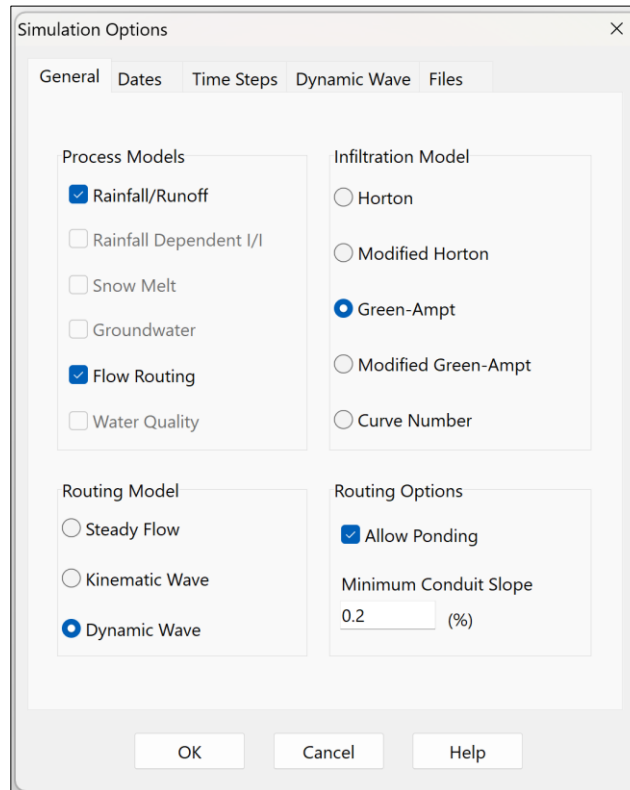 Simulation Options
General
Dates
Time Steps
Dynamic Wave
Files
Process Models
Rainfall/Runoff
Rainfall Dependent I/I
Snow Melt
Groundwater
Flow Routing
Water Quality
Infiltration Model
Horton
Modified Horton
Green-Ampt
Modified Green-Ampt
Curve Number
Routing Model
Steady Flow
Kinematic Wave
Dynamic Wave
Routing Options
Allow Ponding
Minimum Conduit Slope
0.2 (%)
OK
Cancel
Help